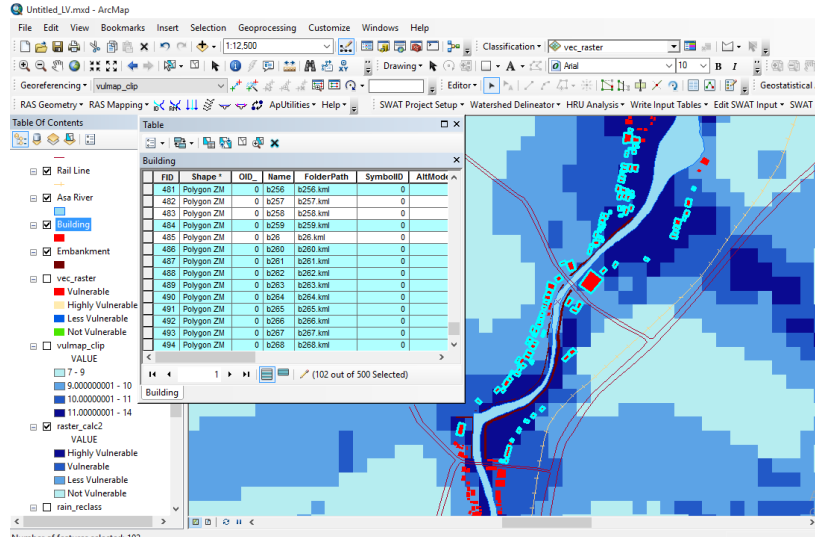 Untitled_LV.mxd - ArcMap
File Edit View Bookmarks Insert Selection Geoprocessing Customize Windows Help
1:12,500 Classification ▾ vec_raster
Drawing ▾ A ▾ Arial 10 B I
Georeferencing ▾ vulmap_clip Editor ▾ Geostatistical
RAS Geometry ▾ RAS Mapping ▾ ApUtilities ▾ Help ▾ SWAT Project Setup ▾ Watershed Delineator ▾ HRU Analysis ▾ Write Input Tables ▾ Edit SWAT Input ▾ SWAT
Table Of Contents
Rail Line
Asa River
Building
Embankment
vec_raster
Vulnerable
Highly Vulnerable
Less Vulnerable
Not Vulnerable
vulmap_clip
VALUE
7 - 9
9.000000001 - 10
10.00000001 - 11
11.00000001 - 14
raster_calc2
VALUE
Highly Vulnerable
Vulnerable
Less Vulnerable
Not Vulnerable
rain_reclass
Table
Building
FID Shape * OID_ Name FolderPath SymbolID AltMode
481 Polygon ZM 0 b256 b256.kml 0
482 Polygon ZM 0 b257 b257.kml 0
483 Polygon ZM 0 b258 b258.kml 0
484 Polygon ZM 0 b259 b259.kml 0
485 Polygon ZM 0 b26 b26.kml 0
486 Polygon ZM 0 b260 b260.kml 0
487 Polygon ZM 0 b261 b261.kml 0
488 Polygon ZM 0 b262 b262.kml 0
489 Polygon ZM 0 b263 b263.kml 0
490 Polygon ZM 0 b264 b264.kml 0
491 Polygon ZM 0 b265 b265.kml 0
492 Polygon ZM 0 b266 b266.kml 0
493 Polygon ZM 0 b267 b267.kml 0
494 Polygon ZM 0 b268 b268.kml 0
1 (102 out of 500 Selected)
Building
Number of features selected: 102